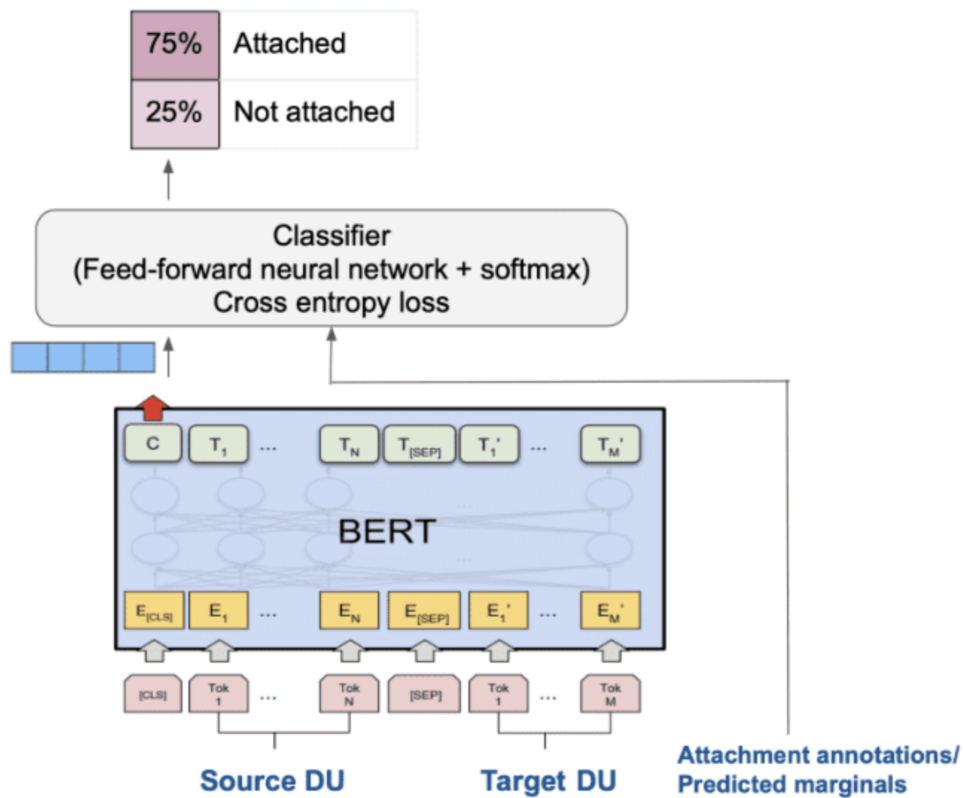 75% Attached
25% Not attached
Classifier
(Feed-forward neural network + softmax)
Cross entropy loss
C T1 ... TN T[SEP] T1' ... TM'
...
BERT
...
E[CLS] E1 ... EN E[SEP] E1' ... EM'
[CLS] Tok 1 ... Tok N [SEP] Tok 1 ... Tok M
Source DU Target DU
Attachment annotations/
Predicted marginals